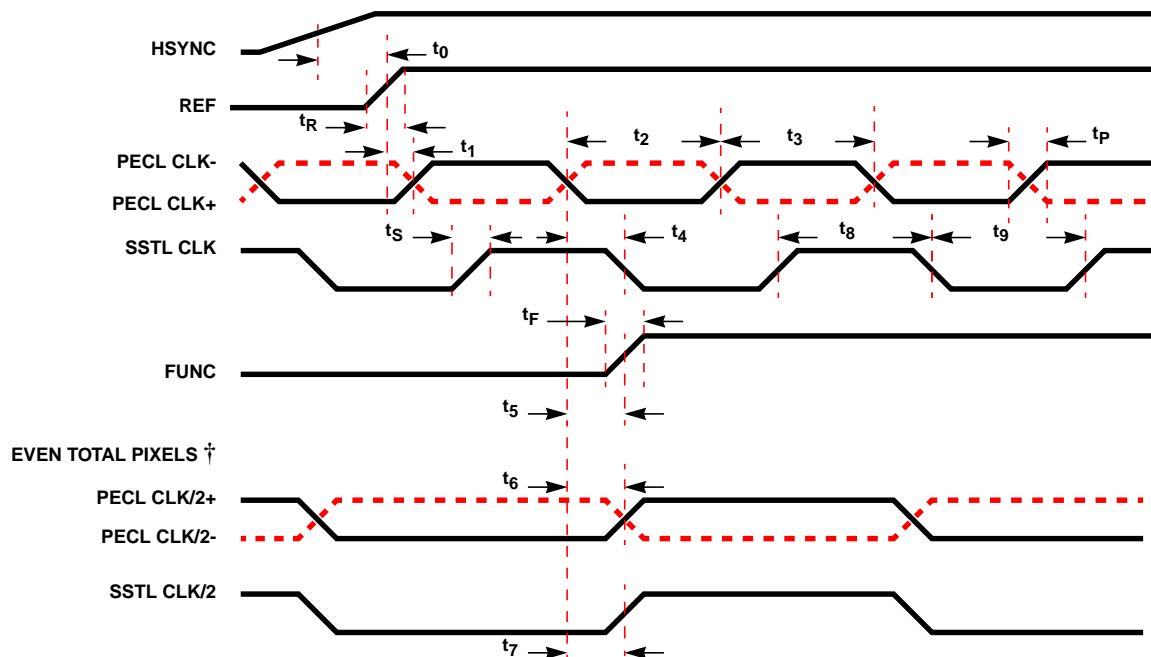 HSYNC
t0
REF
tR
t1
t2
t3
tP
PECL CLK-
PECL CLK+
tS
t4
t8
t9
SSTL CLK
tF
FUNC
t5
EVEN TOTAL PIXELS †
t6
PECL CLK/2+
PECL CLK/2-
SSTL CLK/2
t7